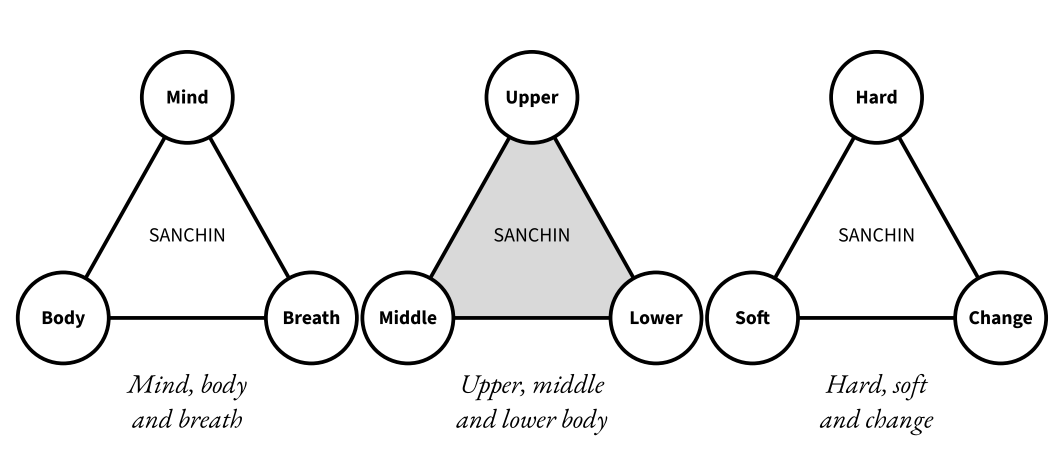 Mind
Upper
Hard
SANCHIN
SANCHIN
SANCHIN
Body
Breath
Middle
Lower
Soft
Change
Mind, body
and breath
Upper, middle
and lower body
Hard, soft
and change